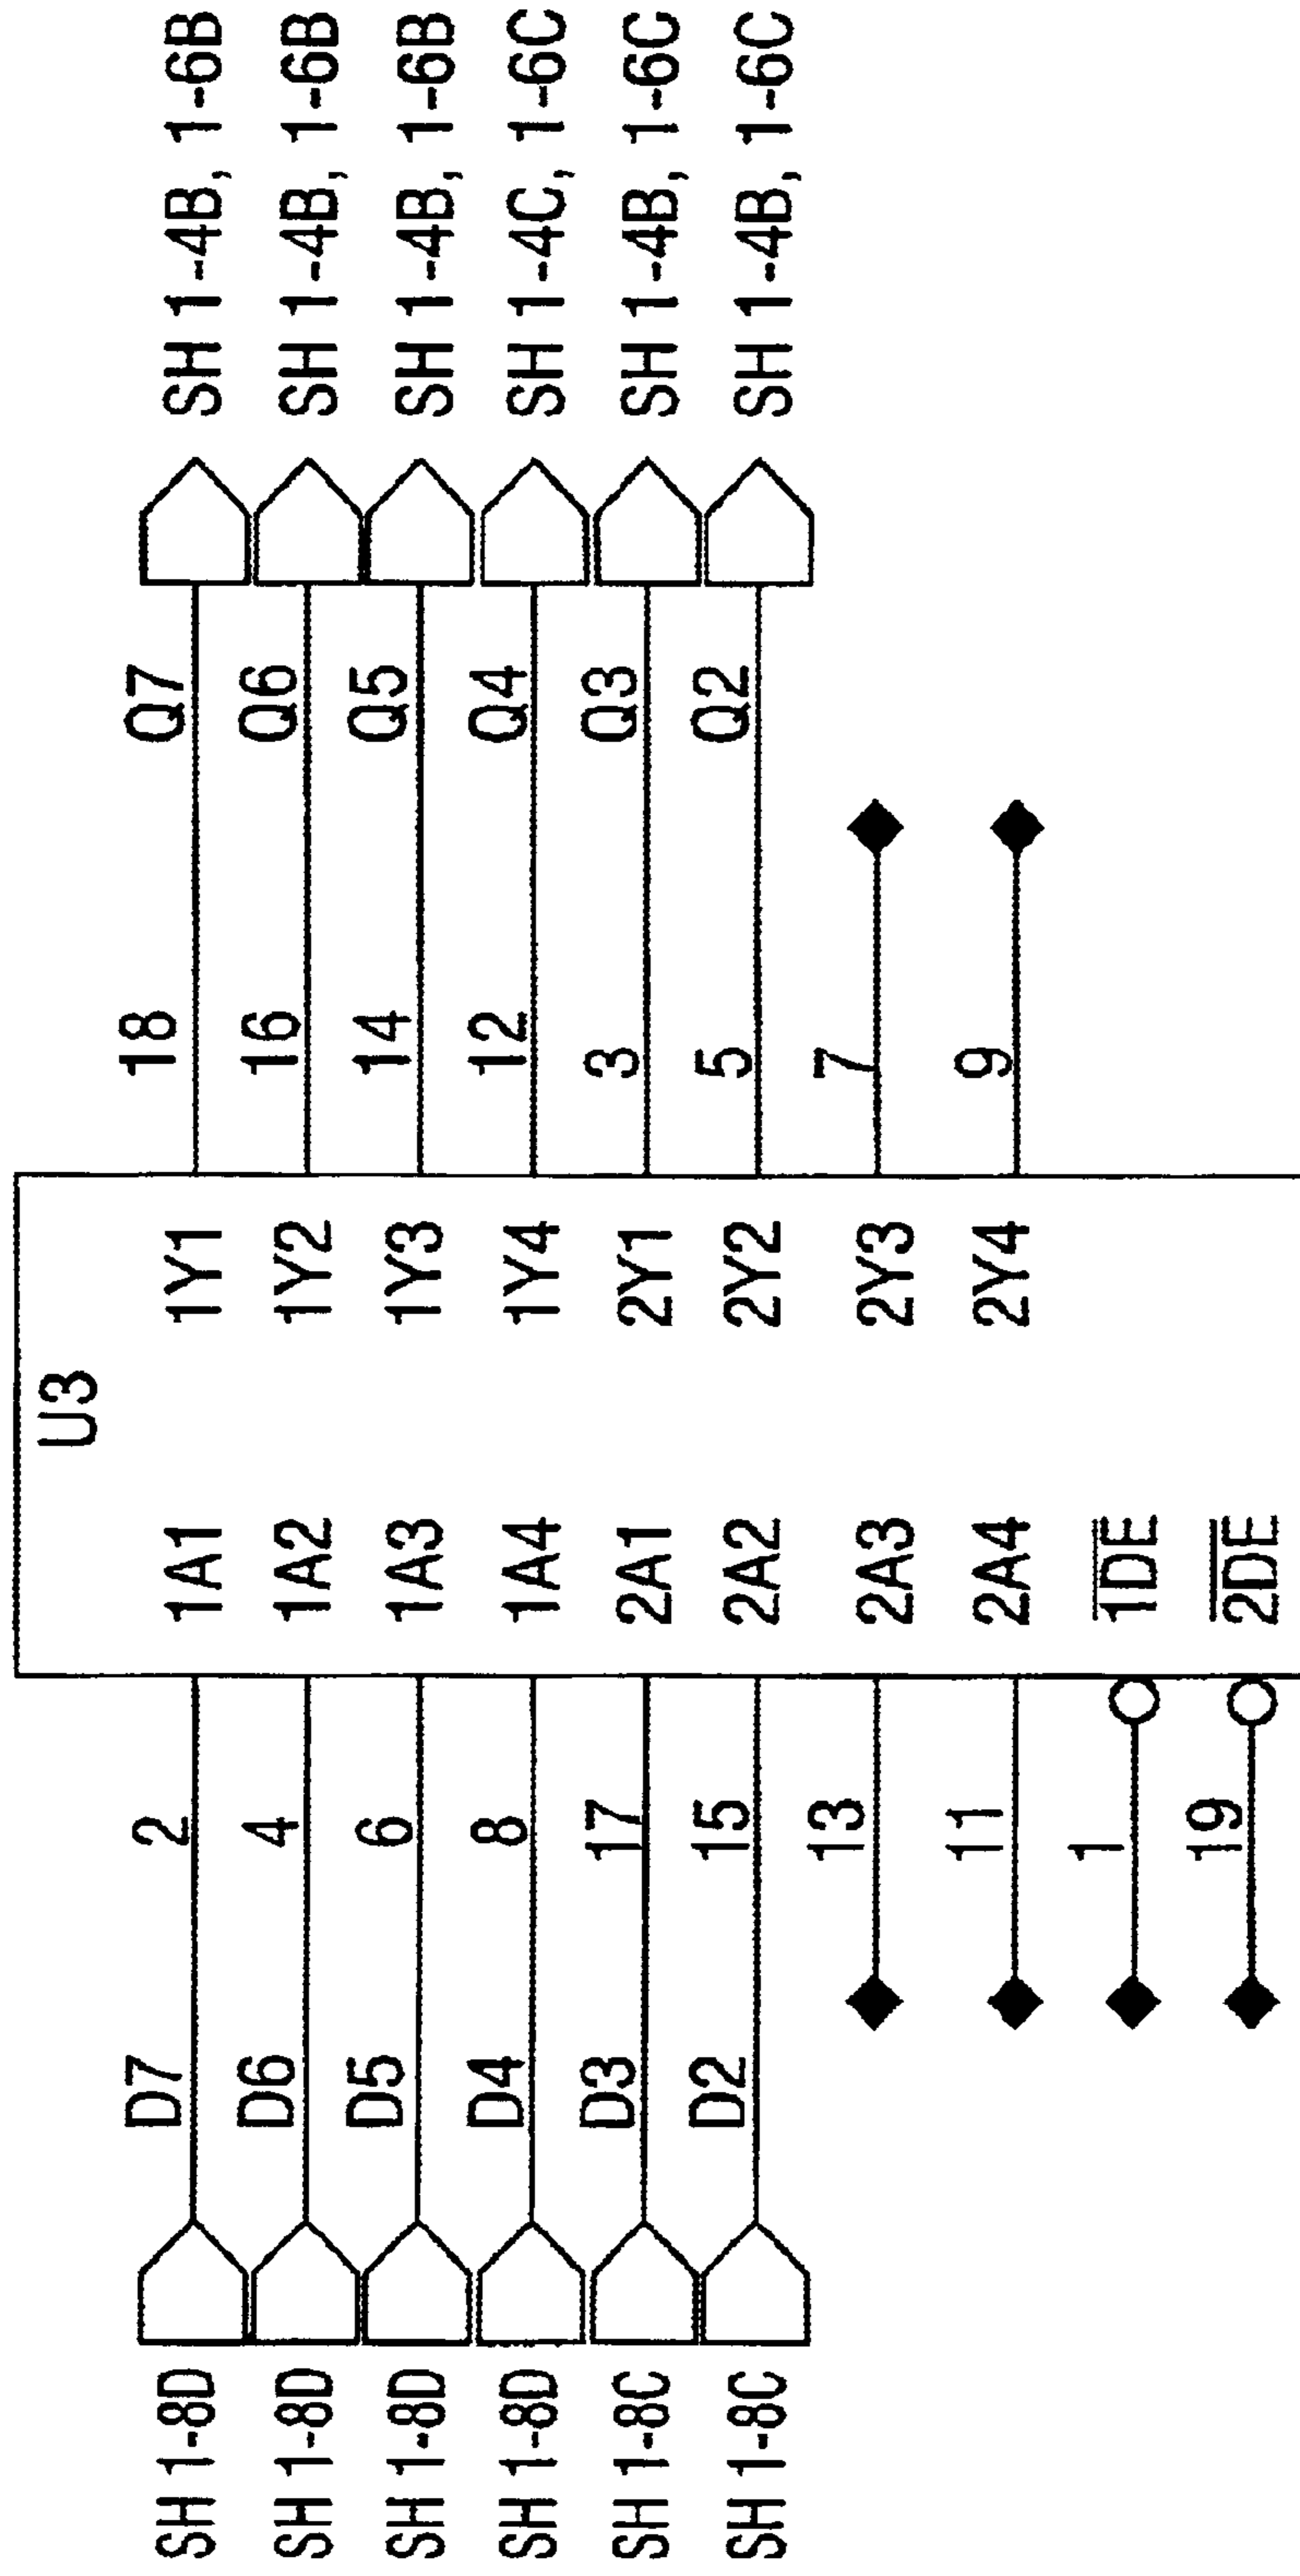 U3
SH 1-8D D7 2 1A1 1Y1 18 Q7 SH 1-4B, 1-6B
SH 1-8D D6 4 1A2 1Y2 16 Q6 SH 1-4B, 1-6B
SH 1-8D D5 6 1A3 1Y3 14 Q5 SH 1-4B, 1-6B
SH 1-8D D4 8 1A4 1Y4 12 Q4 SH 1-4C, 1-6C
SH 1-8C D3 17 2A1 2Y1 3 Q3 SH 1-4B, 1-6C
SH 1-8C D2 15 2A2 2Y2 5 Q2 SH 1-4B, 1-6C
13 2A3 2Y3 7
11 2A4 2Y4 9
1 1DE
19 2DE